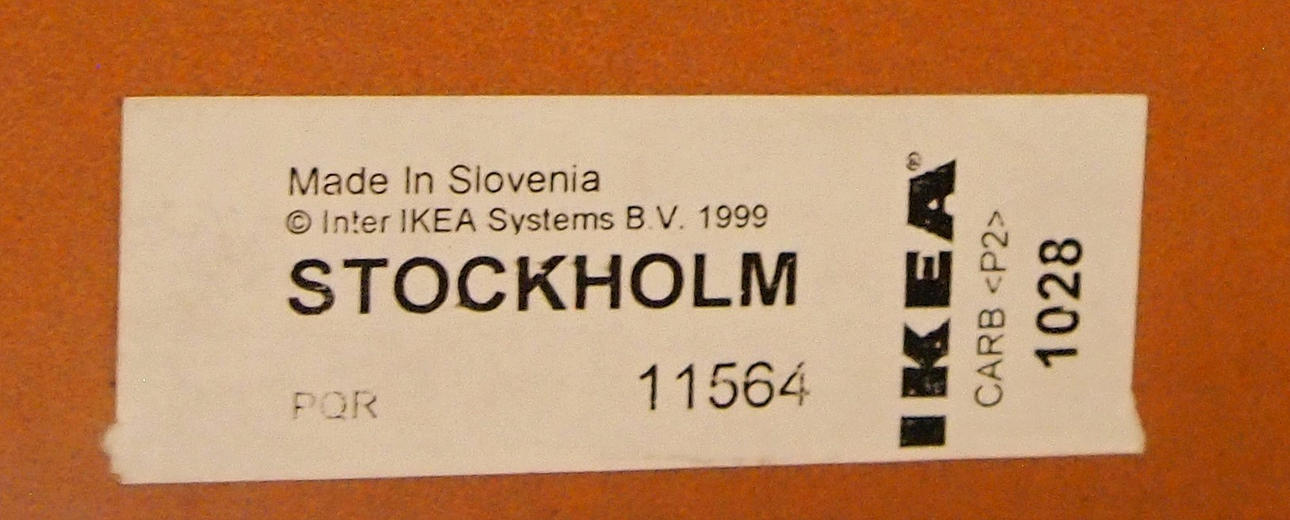 Made In Slovenia
© Inter IKEA Systems B.V. 1999
STOCKHOLM
PQR
11564
IKEA®
CARB <P2>
1028